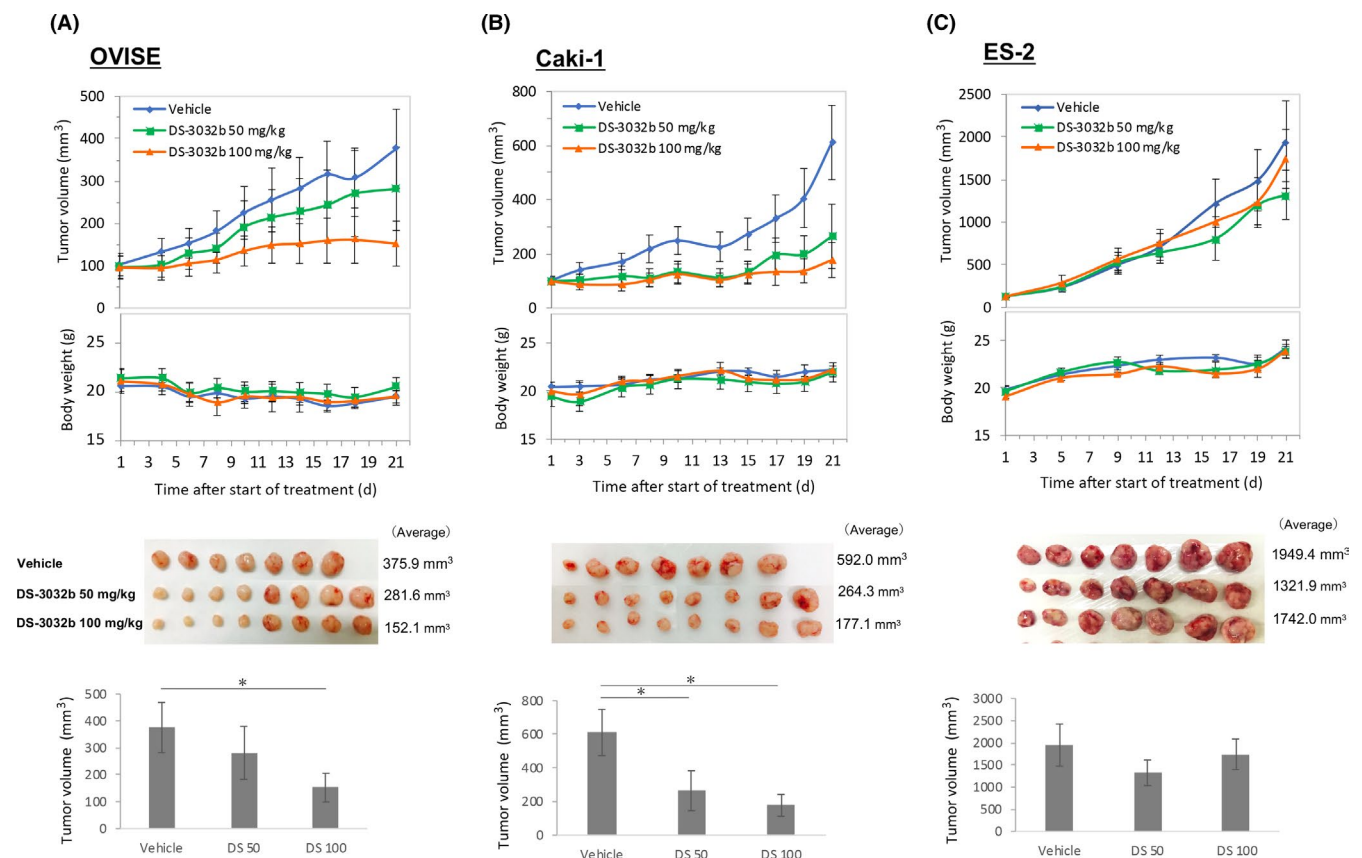 (A)
OVISE
500
400
300
200
100
0
Tumor volume (mm³)
Vehicle
DS-3032b 50 mg/kg
DS-3032b 100 mg/kg
25
20
15
Body weight (g)
1 3 5 7 9 11 13 15 17 19 21
Time after start of treatment (d)
(B)
Caki-1
800
600
400
200
0
Tumor volume (mm³)
Vehicle
DS-3032b 50 mg/kg
DS-3032b 100 mg/kg
25
20
15
Body weight (g)
1 3 5 7 9 11 13 15 17 19 21
Time after start of treatment (d)
(C)
ES-2
2500
2000
1500
1000
500
0
Tumor volume (mm³)
Vehicle
DS-3032b 50 mg/kg
DS-3032b 100 mg/kg
25
20
15
Body weight (g)
1 3 5 7 9 11 13 15 17 19 21
Time after start of treatment (d)
(Average)
Vehicle 375.9 mm³
DS-3032b 50 mg/kg 281.6 mm³
DS-3032b 100 mg/kg 152.1 mm³
(Average)
592.0 mm³
264.3 mm³
177.1 mm³
(Average)
1949.4 mm³
1321.9 mm³
1742.0 mm³
500
400
300
200
100
0
Tumor volume (mm³)
*
Vehicle DS 50 DS 100
800
600
400
200
0
Tumor volume (mm³)
*
*
Vehicle DS 50 DS 100
3000
2500
2000
1500
1000
500
0
Tumor volume (mm³)
Vehicle DS 50 DS 100